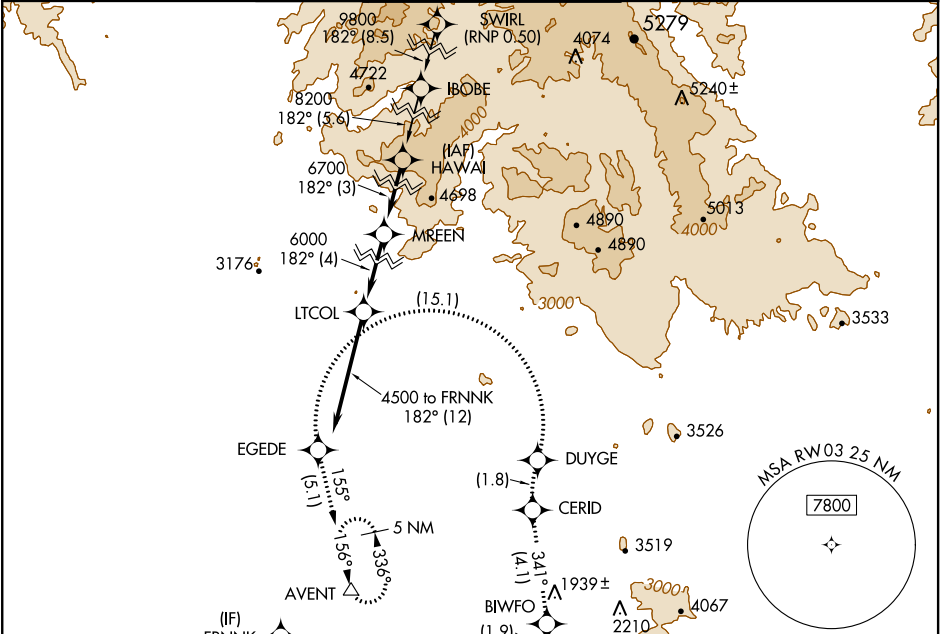 9800
182° (8.5)
SWIRL
(RNP 0.50)
5279
4074
4722
IBOBE
5240±
8200
182° (5.6)
4000
(IAF)
HAWAI
6700
182° (3)
4698
5013
4890
4000
MREEN
4890
6000
182° (4)
3176
(15.1)
3000
LTCOL
3533
4500 to FRNNK
182° (12)
3526
EGEDE
DUYGE
MSA RW03 25 NM
155°
(5.1)
(1.8)
7800
CERID
5 NM
3519
156°
336°
341°
(4.1)
AVENT
1939±
3000
BIWFO
4067
(IF)
2210
FRNNK
(1.9)